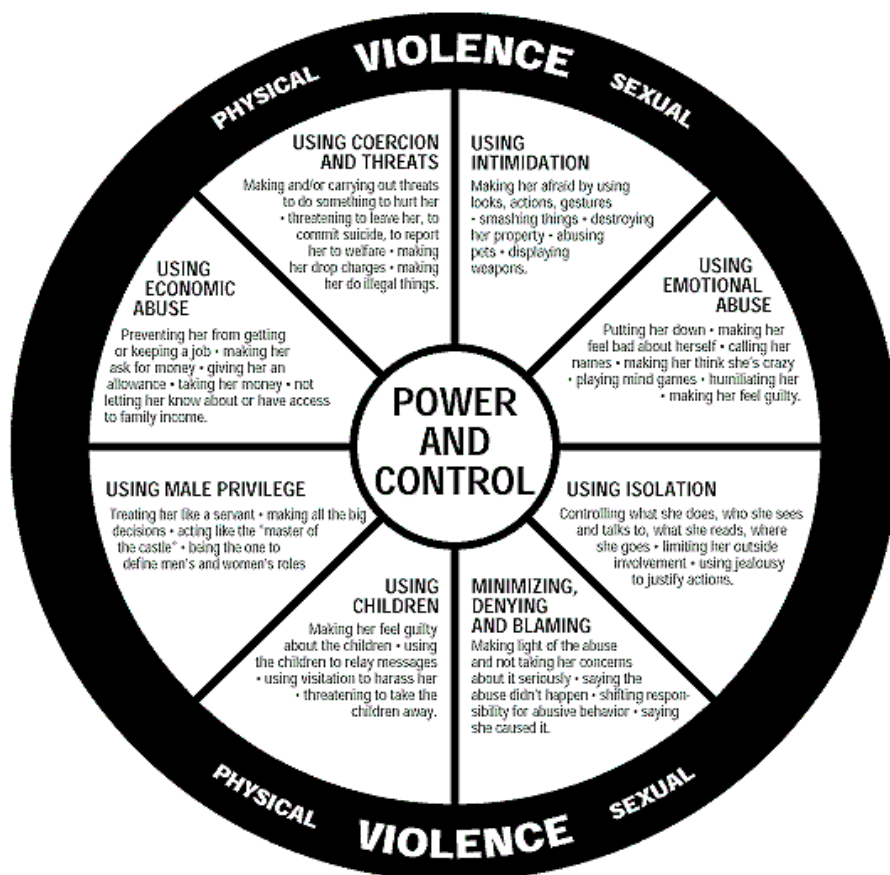 PHYSICAL VIOLENCE SEXUAL
USING COERCION
AND THREATS
Making and/or carrying out threats
to do something to hurt her
• threatening to leave her, to
commit suicide, to report
her to welfare • making
her drop charges • making
her do illegal things.
USING
INTIMIDATION
Making her afraid by using
looks, actions, gestures
• smashing things • destroying
her property • abusing
pets • displaying
weapons.
USING
ECONOMIC
ABUSE
Preventing her from getting
or keeping a job • making her
ask for money • giving her an
allowance • taking her money • not
letting her know about or have access
to family income.
USING
EMOTIONAL
ABUSE
Putting her down • making her
feel bad about herself • calling her
names • making her think she's crazy
• playing mind games • humiliating her
• making her feel guilty.
POWER
AND
CONTROL
USING MALE PRIVILEGE
Treating her like a servant • making all the big
decisions • acting like the "master of
the castle" • being the one to
define men's and women's roles
USING ISOLATION
Controlling what she does, who she sees
and talks to, what she reads, where
she goes • limiting her outside
involvement • using jealousy
to justify actions.
USING
CHILDREN
Making her feel guilty
about the children • using
the children to relay messages
• using visitation to harass her
• threatening to take the
children away.
MINIMIZING,
DENYING
AND BLAMING
Making light of the abuse
and not taking her concerns
about it seriously • saying the
abuse didn't happen • shifting respon-
sibility for abusive behavior • saying
she caused it.
PHYSICAL VIOLENCE SEXUAL